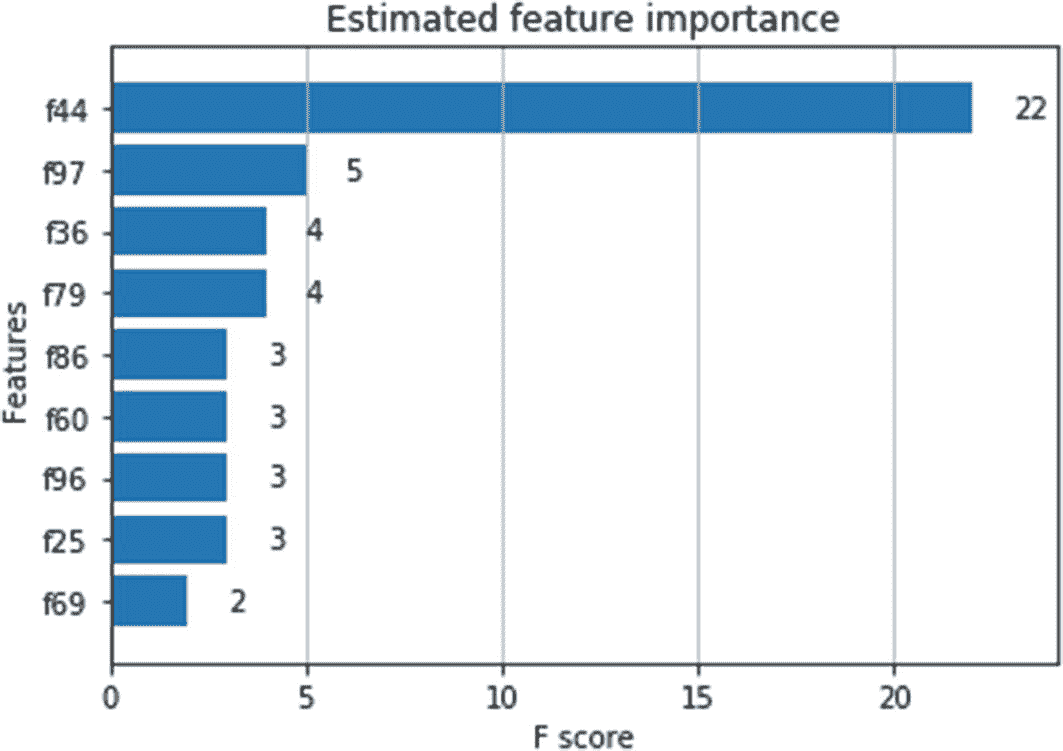 Estimated feature importance
Features
f44 22
f97 5
f36 4
f79 4
f86 3
f60 3
f96 3
f25 3
f69 2
0 5 10 15 20
F score